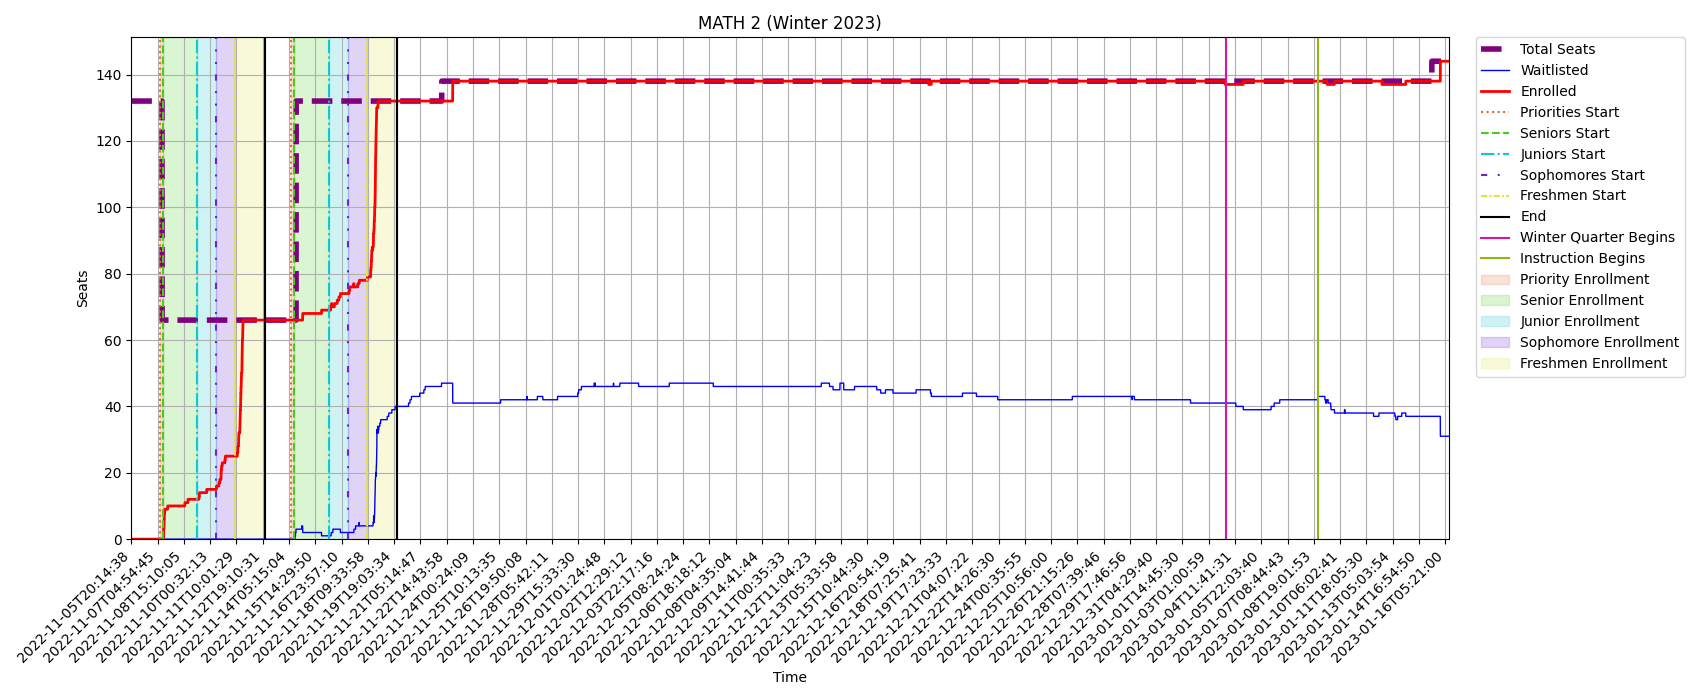 MATH 2 (Winter 2023)
Seats
140
120
100
80
60
40
20
0
2022-11-05T20:14:38
2022-11-07T04:54:45
2022-11-08T15:10:05
2022-11-10T00:32:13
2022-11-11T10:01:29
2022-11-12T19:10:31
2022-11-14T05:15:04
2022-11-15T14:29:50
2022-11-16T23:57:10
2022-11-18T09:33:58
2022-11-19T19:03:34
2022-11-21T05:14:47
2022-11-22T14:43:58
2022-11-24T00:24:09
2022-11-25T10:13:35
2022-11-26T19:50:08
2022-11-28T05:42:11
2022-11-29T15:33:30
2022-12-01T01:24:48
2022-12-02T12:29:12
2022-12-03T22:17:16
2022-12-05T08:24:24
2022-12-06T18:18:12
2022-12-08T04:35:04
2022-12-09T14:41:44
2022-12-11T00:35:33
2022-12-12T11:04:23
2022-12-13T05:33:58
2022-12-15T10:44:30
2022-12-16T20:54:19
2022-12-18T07:25:41
2022-12-19T17:23:33
2022-12-21T04:07:22
2022-12-22T14:26:30
2022-12-24T00:35:55
2022-12-25T10:56:00
2022-12-26T21:15:26
2022-12-28T07:39:46
2022-12-29T17:46:56
2022-12-31T04:29:40
2023-01-01T14:45:30
2023-01-03T01:00:59
2023-01-04T11:41:31
2023-01-05T22:03:40
2023-01-07T08:44:43
2023-01-08T19:01:53
2023-01-10T06:02:41
2023-01-11T18:05:30
2023-01-13T05:03:54
2023-01-14T16:54:50
2023-01-16T05:21:00
Time
Total Seats
Waitlisted
Enrolled
Priorities Start
Seniors Start
Juniors Start
Sophomores Start
Freshmen Start
End
Winter Quarter Begins
Instruction Begins
Priority Enrollment
Senior Enrollment
Junior Enrollment
Sophomore Enrollment
Freshmen Enrollment